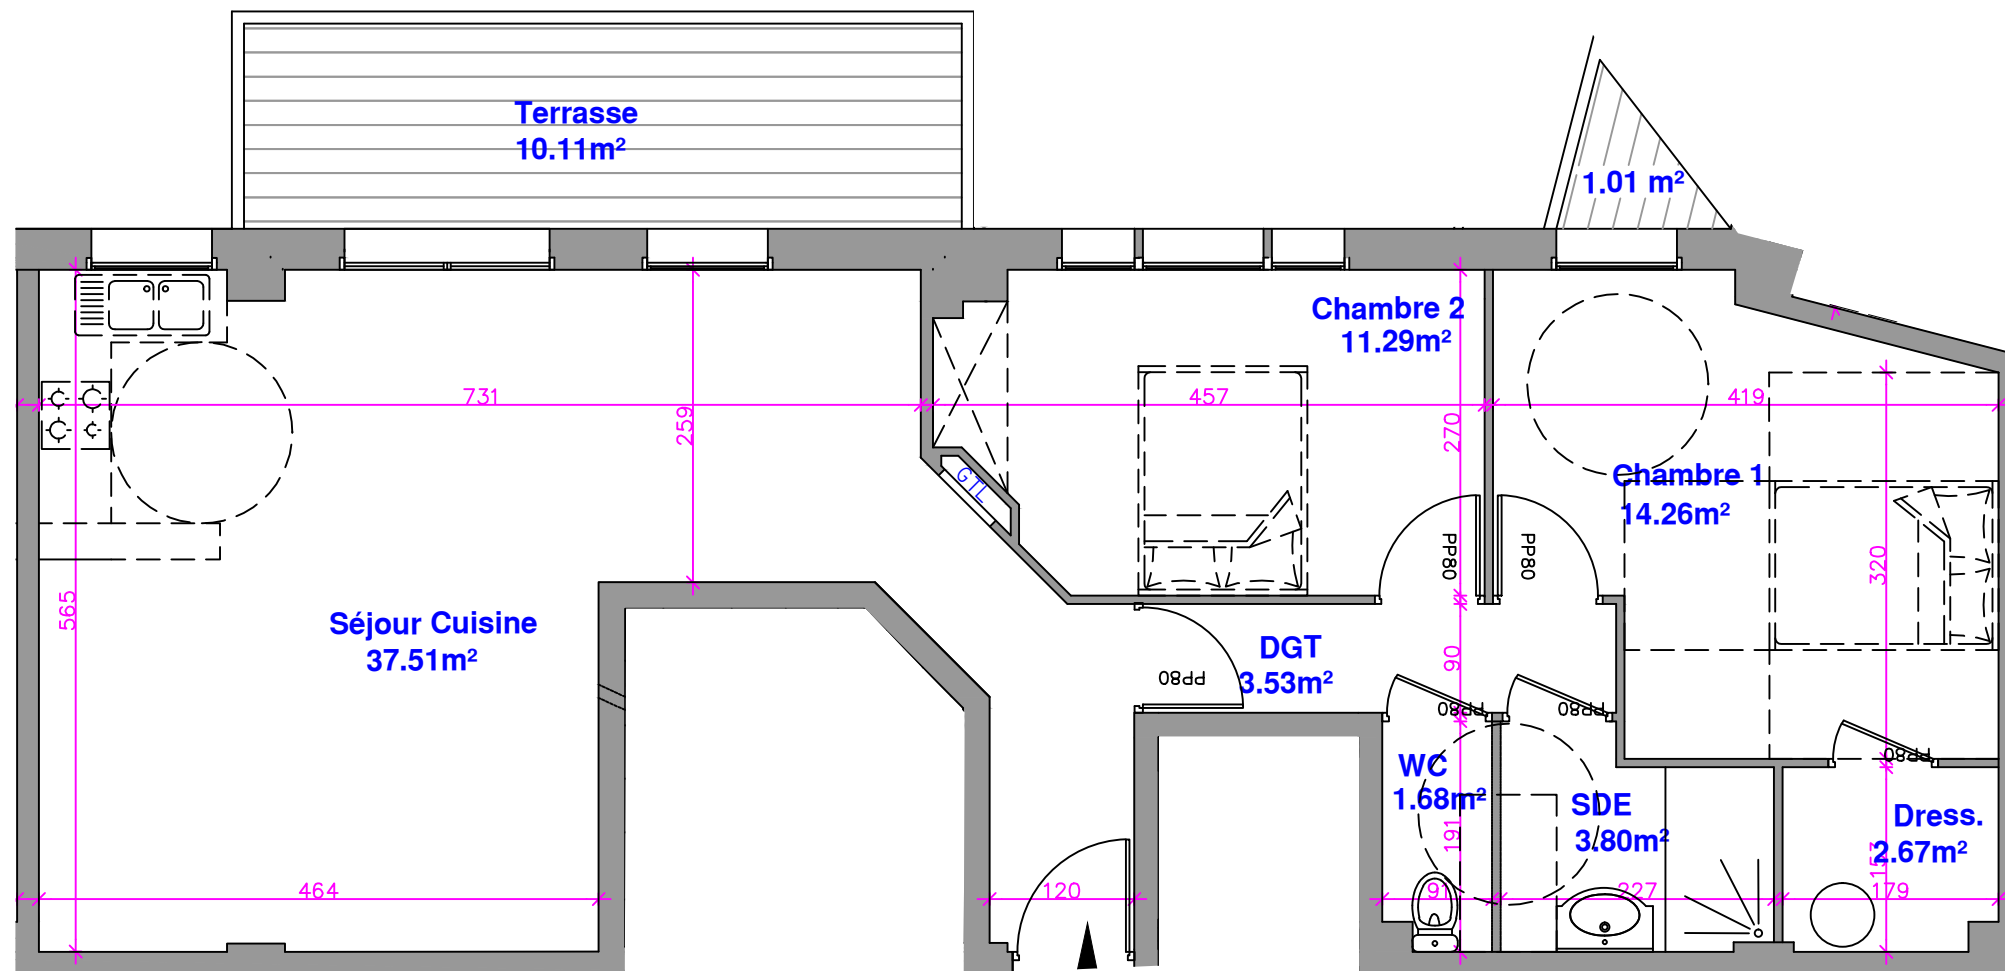 Terrasse
10.11m²
1.01 m²
Chambre 2
11.29m²
731
259
457
270
419
GTL
Chambre 1
14.26m²
PP80
PP80
320
565
Séjour Cuisine
37.51m²
DGT
3.53m²
90
PP80
PP80
PP80
PP80
WC
1.68m²
SDE
3.80m²
Dress.
2.67m²
191
153
464
120
91
227
179